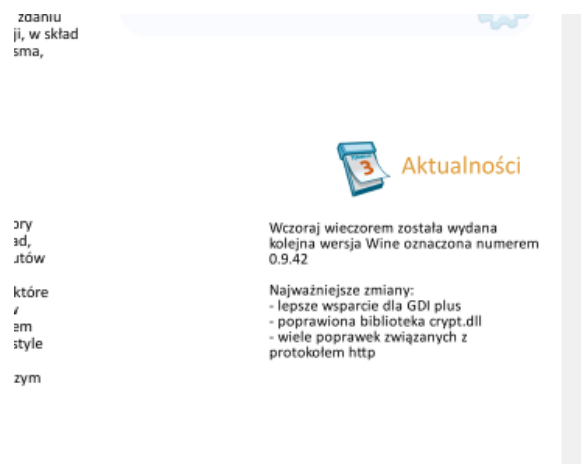 zdaniu
ji, w skład
sma,
3
Aktualności
ory
ad,
utów
które
w
em
style
zym
Wczoraj wieczorem została wydana
kolejna wersja Wine oznaczona numerem
0.9.42
Najważniejsze zmiany:
- lepsze wsparcie dla GDI plus
- poprawiona biblioteka crypt.dll
- wiele poprawek związanych z
protokołem http